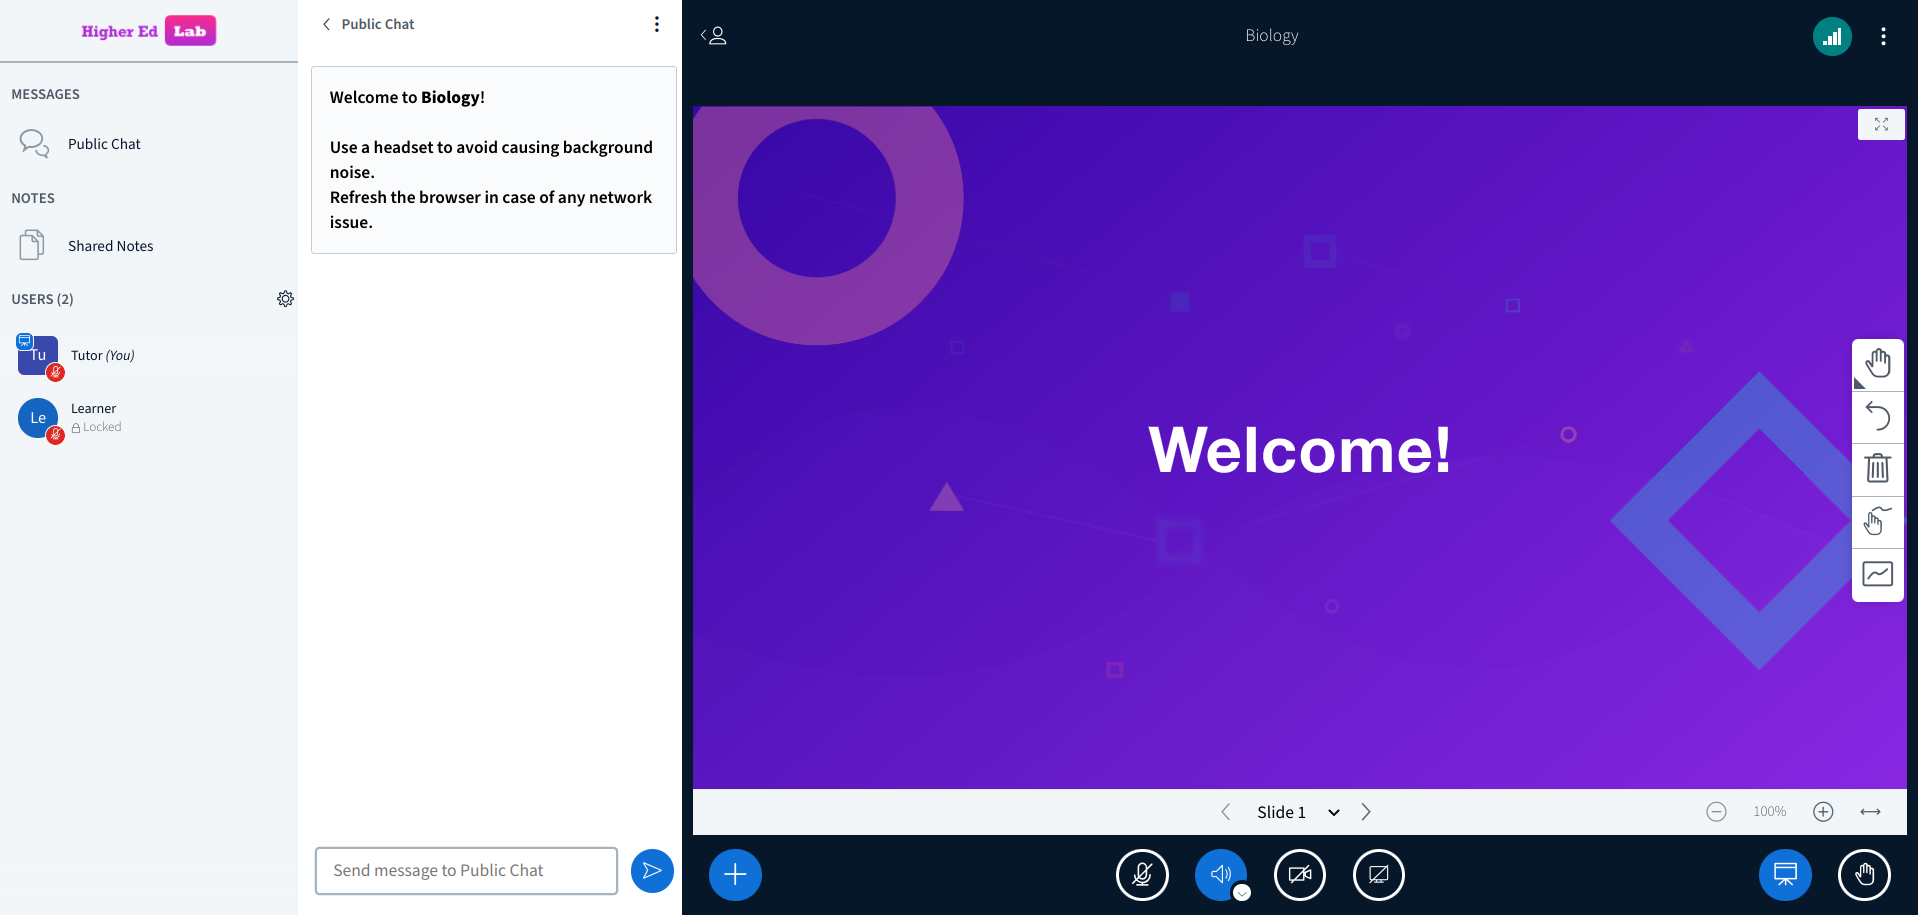 Higher Ed Lab
MESSAGES
Public Chat
NOTES
Shared Notes
USERS (2)
Tu
Tutor (You)
Le
Learner
Locked
Public Chat
Welcome to Biology!
Use a headset to avoid causing background
noise.
Refresh the browser in case of any network
issue.
Send message to Public Chat
Biology
Welcome!
Slide 1
100%